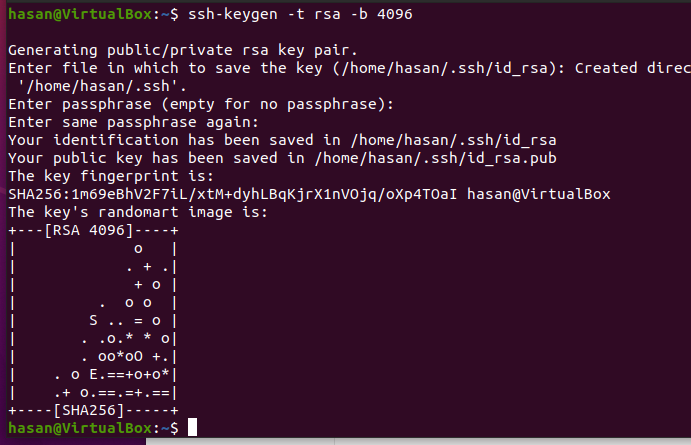 hasan@VirtualBox:~$ ssh-keygen -t rsa -b 4096

Generating public/private rsa key pair.
Enter file in which to save the key (/home/hasan/.ssh/id_rsa): Created direc
 '/home/hasan/.ssh'.
Enter passphrase (empty for no passphrase):
Enter same passphrase again:
Your identification has been saved in /home/hasan/.ssh/id_rsa
Your public key has been saved in /home/hasan/.ssh/id_rsa.pub
The key fingerprint is:
SHA256:1m69eBhV2F7iL/xtM+dyhLBqKjrX1nVOjq/oXp4TOaI hasan@VirtualBox
The key's randomart image is:
+---[RSA 4096]----+
|             o   |
|            . + .|
|             + o |
|         .  o o  |
|        S .. = o |
|       . .o.* * o|
|       . oo*oO +.|
|    . o E.==+o+o*|
|    .+ o.==.=+.==|
+----[SHA256]-----+
hasan@VirtualBox:~$